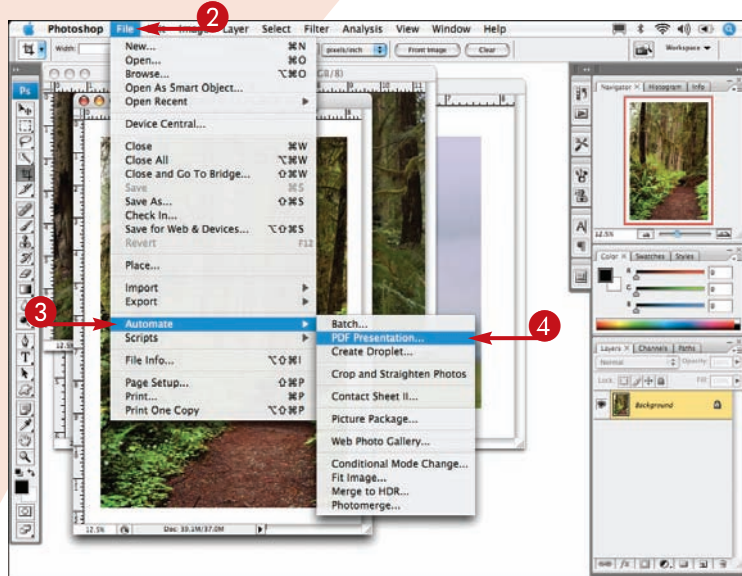 2
Photoshop File Edit Image Layer Select Filter Analysis View Window Help
Width: pixels/inch Front Image Clear Workspace
New... ⌘N
Open... ⌘O
Browse... ⌥⌘O
Open As Smart Object...
Open Recent
Device Central...
Close ⌘W
Close All ⌥⌘W
Close and Go To Bridge... ⇧⌘W
Save ⌘S
Save As... ⇧⌘S
Check In...
Save for Web & Devices... ⌥⇧⌘S
Revert F12
Place...
Import
Export
3
Automate
Scripts
File Info... ⌥⇧⌘I
Page Setup... ⇧⌘P
Print... ⌘P
Print One Copy ⌥⇧⌘P
Batch...
PDF Presentation...
4
Create Droplet...
Crop and Straighten Photos
Contact Sheet II...
Picture Package...
Web Photo Gallery...
Conditional Mode Change...
Fit Image...
Merge to HDR...
Photomerge...
GB/8)
Ps
12.5% Doc: 33.1M/37.0M
Navigator × Histogram Info
12.5%
Color × Swatches Styles
R 0
G 0
B 0
Layers × Channels Paths
Normal Opacity:
Lock: Fill:
Background